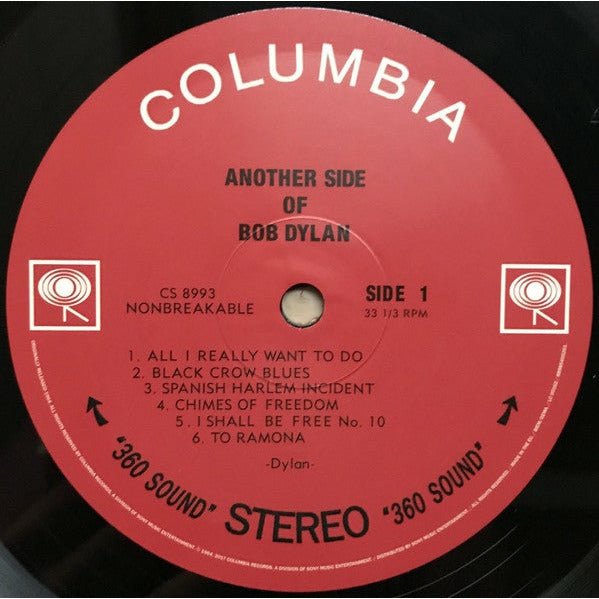 COLUMBIA
ANOTHER SIDE
OF
BOB DYLAN
CS 8993
NONBREAKABLE
SIDE 1
33 1/3 RPM
1. ALL I REALLY WANT TO DO
2. BLACK CROW BLUES
3. SPANISH HARLEM INCIDENT
4. CHIMES OF FREEDOM
5. I SHALL BE FREE No. 10
6. TO RAMONA
-Dylan-
"360 SOUND" STEREO "360 SOUND"